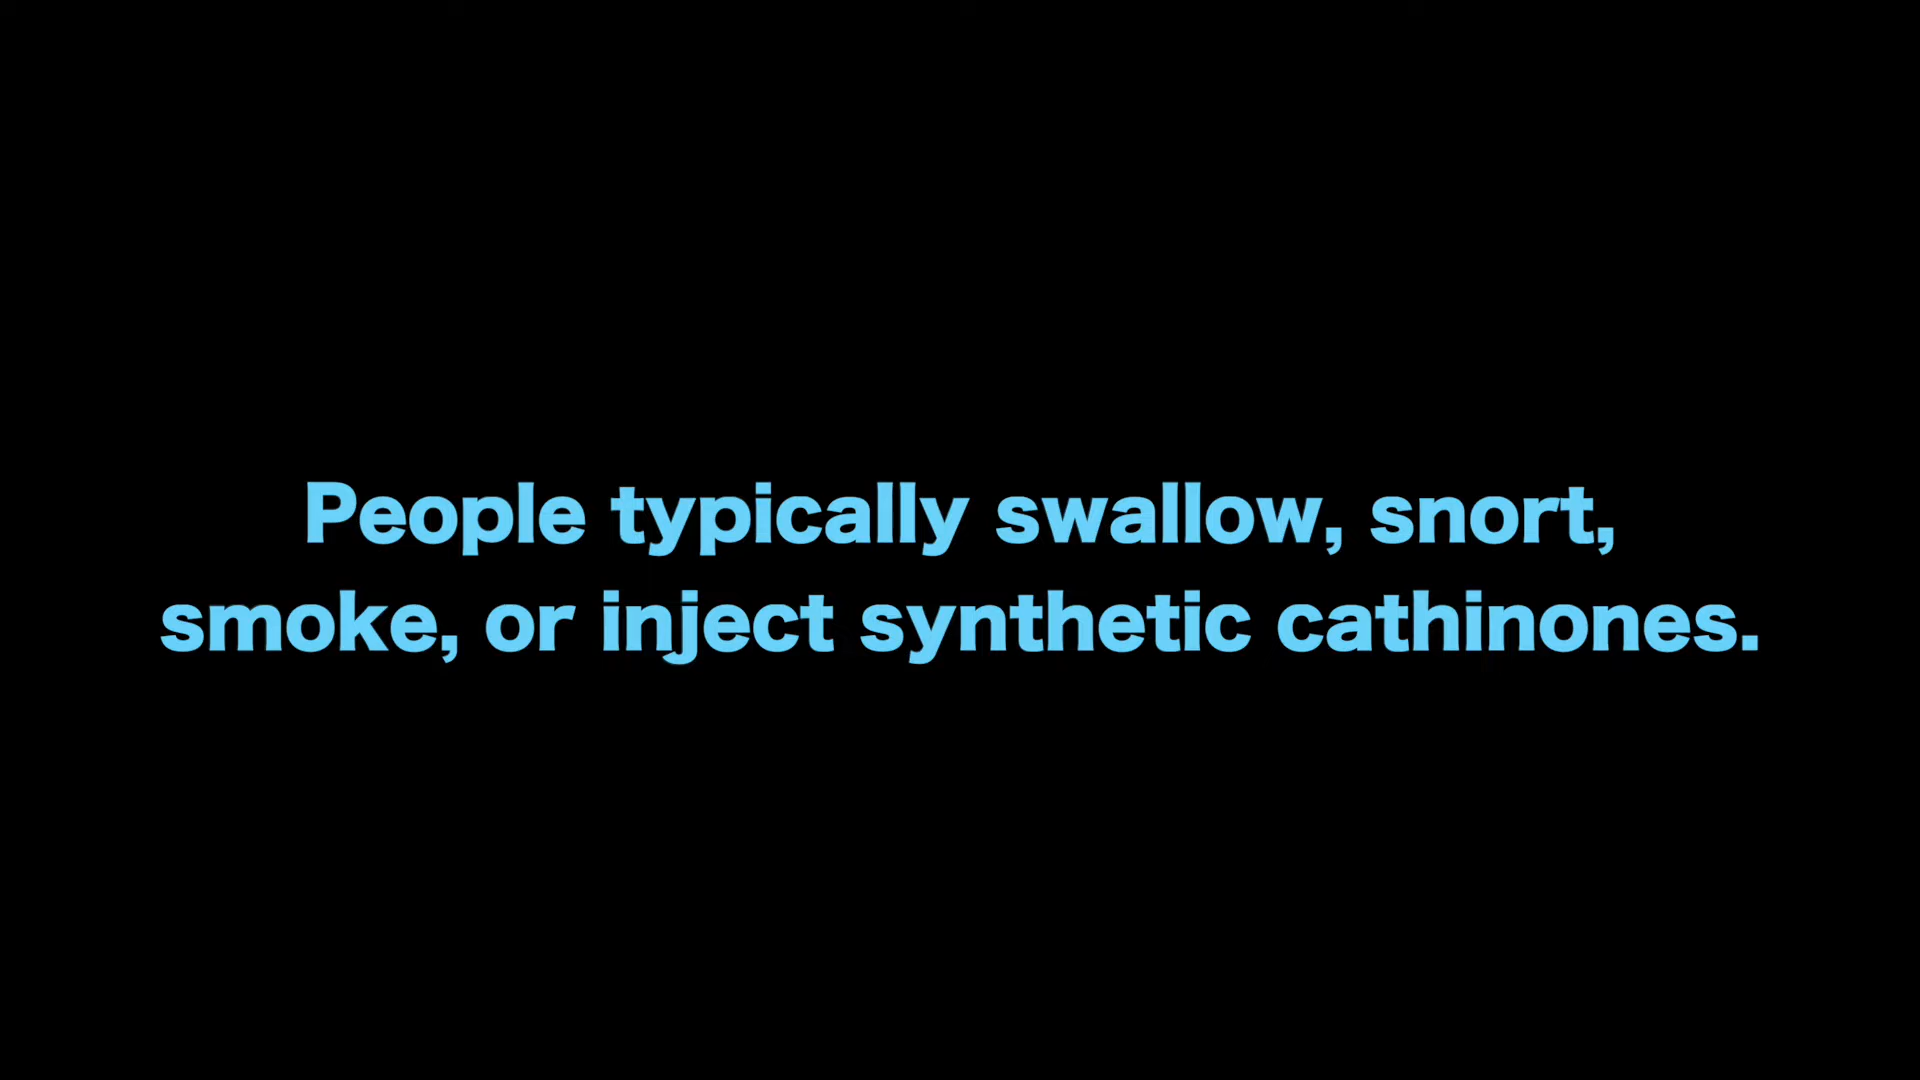 People typically swallow, snort,
smoke, or inject synthetic cathinones.